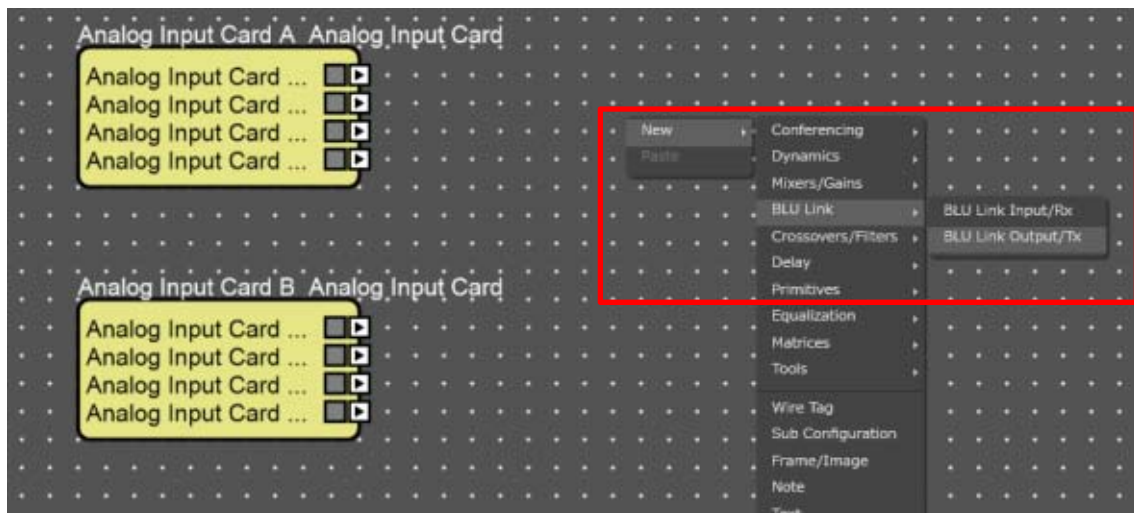 Analog Input Card A Analog Input Card
Analog Input Card ...
Analog Input Card ...
Analog Input Card ...
Analog Input Card ...
Analog Input Card B Analog Input Card
Analog Input Card ...
Analog Input Card ...
Analog Input Card ...
Analog Input Card ...
New
Paste
Conferencing
Dynamics
Mixers/Gains
BLU Link
Crossovers/Filters
Delay
Primitives
Equalization
Matrices
Tools
Wire Tag
Sub Configuration
Frame/Image
Note
Text
BLU Link Input/Rx
BLU Link Output/Tx